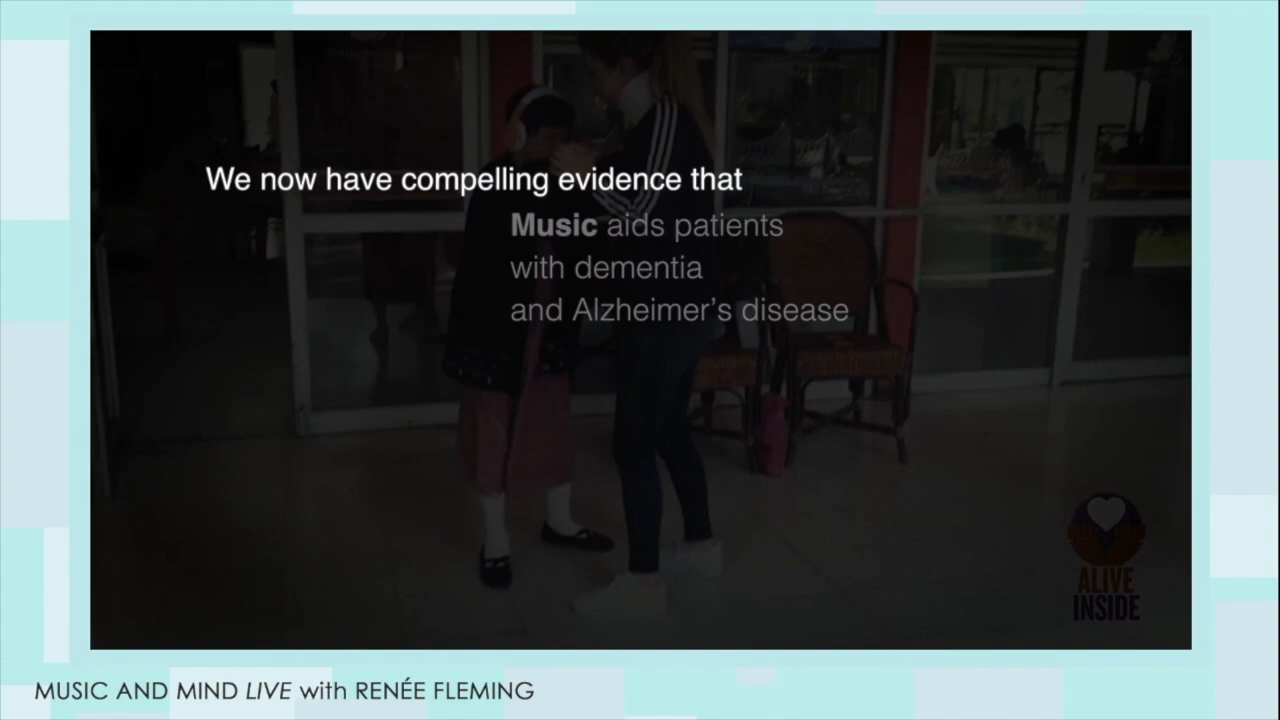 We now have compelling evidence that
Music aids patients
with dementia
and Alzheimer's disease
ALIVE
INSIDE
MUSIC AND MIND LIVE with RENÉE FLEMING